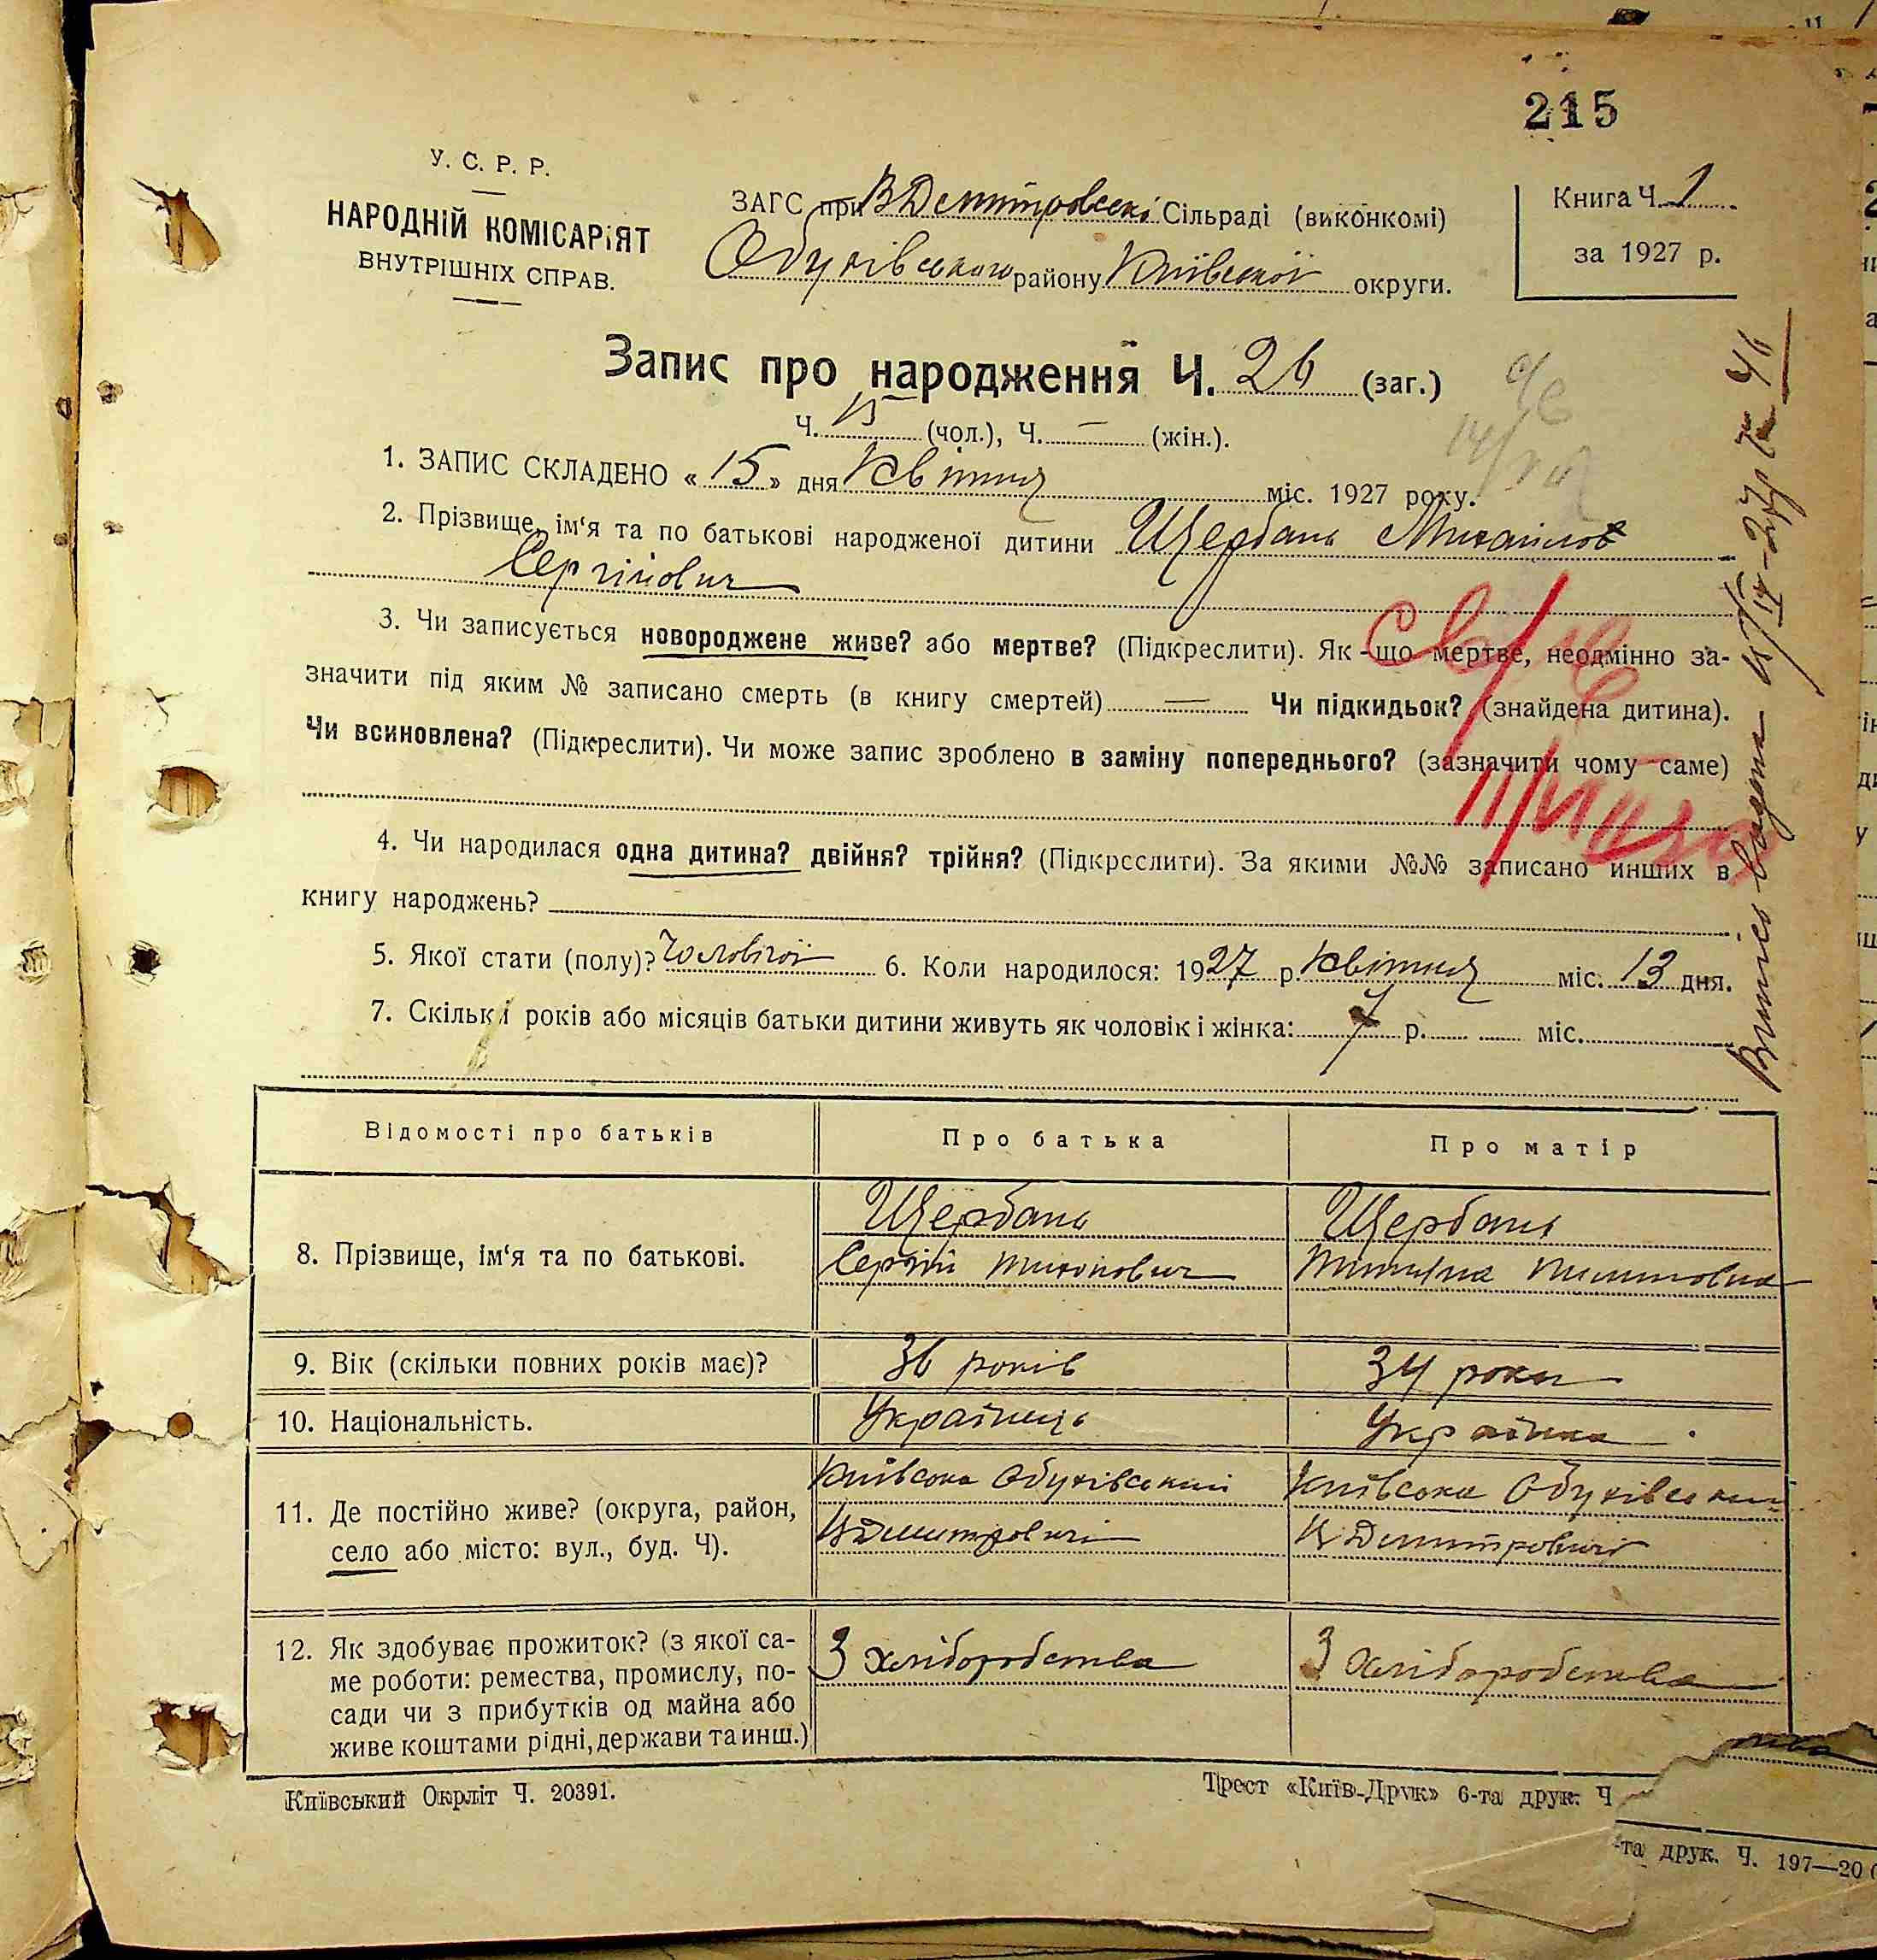 215
У. С. Р. Р.
НАРОДНІЙ КОМІСАРІЯТ
ВНУТРІШНІХ СПРАВ.
ЗАГС при ВДмитровській Сільраді (виконкомі)
Обухівського району Київської округи.
Книга Ч. 1
за 1927 р.
Запис про народження Ч. 26 (заг.)
Ч. 15 (чол.), Ч. — (жін.).
1. ЗАПИС СКЛАДЕНО « 15 » дня Квітня міс. 1927 року.
2. Прізвище, ім‘я та по батькові народженої дитини Щербань
Сергійович
3. Чи записується новороджене живе? або мертве? (Підкреслити). Як-що мертве, неодмінно за-
значити під яким № записано смерть (в книгу смертей) — Чи підкидьок? (знайдена дитина).
Чи всиновлена? (Підкреслити). Чи може запис зроблено в заміну попереднього? (зазначити чому саме)
4. Чи народилася одна дитина? двійня? трійня? (Підкреслити). За якими №№ записано инших в
книгу народжень?
5. Якої стати (полу)? Чоловічої 6. Коли народилося: 1927 р. Квітня міс. 13 дня.
7. Скільки років або місяців батьки дитини живуть як чоловік і жінка: 7 р. міс.
Відомості про батьків Про батька Про матір
8. Прізвище, ім‘я та по батькові.
Щербань
Сергій
Щербань
9. Вік (скільки повних років має)? 36 років 34 роки
10. Національність. Українець Українка
11. Де постійно живе? (округа, район,
село або місто: вул., буд. Ч).
Київська Обухівський
ВДмитровичі
Київська Обухівський
В Дмитровичі
12. Як здобуває прожиток? (з якої са-
ме роботи: ремества, промислу, по-
сади чи з прибутків од майна або
живе коштами рідні, держави та инш.)
З хліборобства
З хліборобства
Київський Окрліт Ч. 20391.
Трест «Київ-Друк» 6-та друк. Ч
-та друк. Ч. 197—20